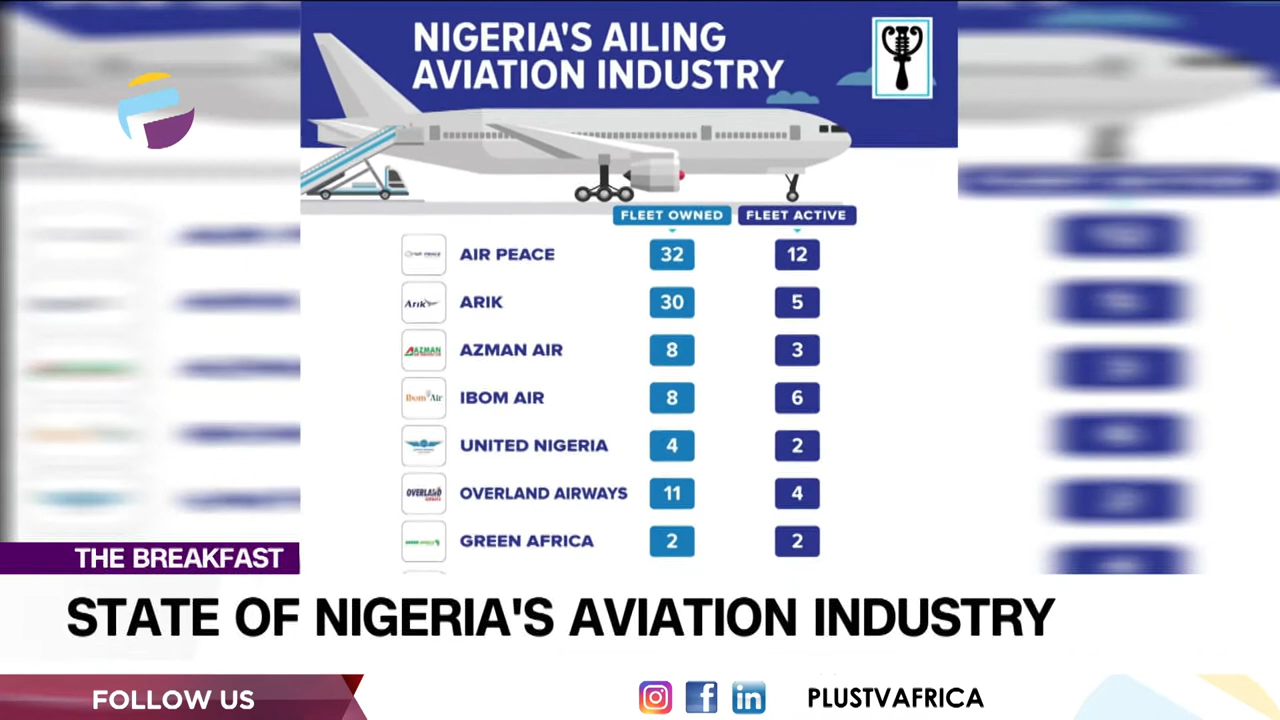 NIGERIA'S AILING
AVIATION INDUSTRY
FLEET OWNED FLEET ACTIVE
AIR PEACE 32 12
Arik ARIK 30 5
AZMAN AZMAN AIR 8 3
Ibom Air IBOM AIR 8 6
UNITED NIGERIA 4 2
OVERLAND OVERLAND AIRWAYS 11 4
GREEN AFRICA 2 2
THE BREAKFAST
STATE OF NIGERIA'S AVIATION INDUSTRY
FOLLOW US
in
PLUSTVAFRICA